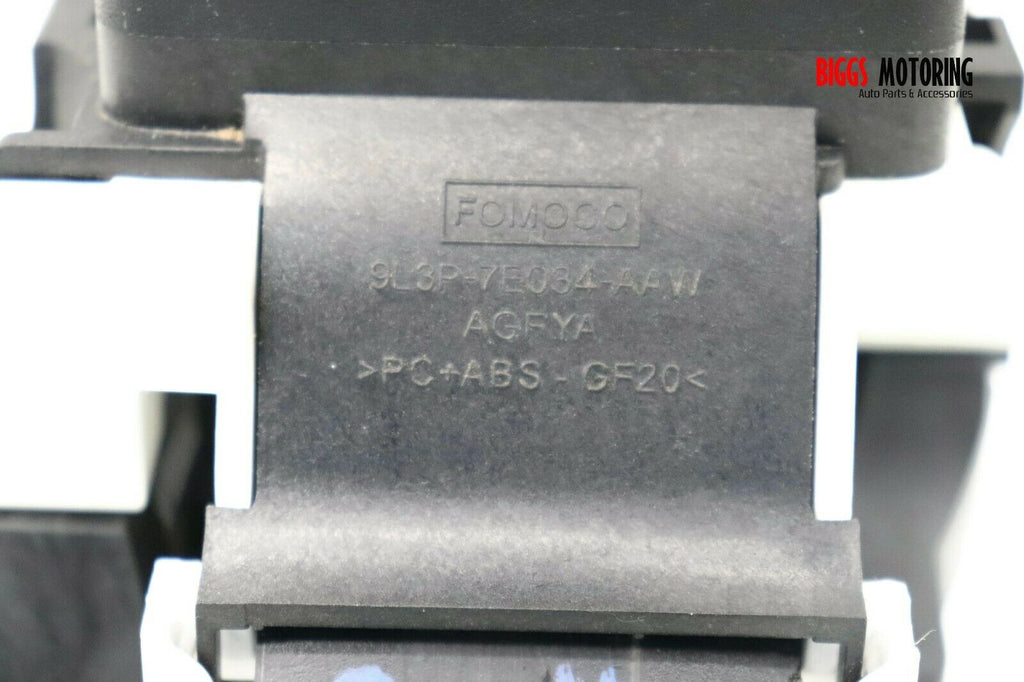 BIGGS MOTORING
Auto Parts & Accessories
FOMOCO
9L3P-7E034-AAW
AGFYA
>PC+ABS - GF20<